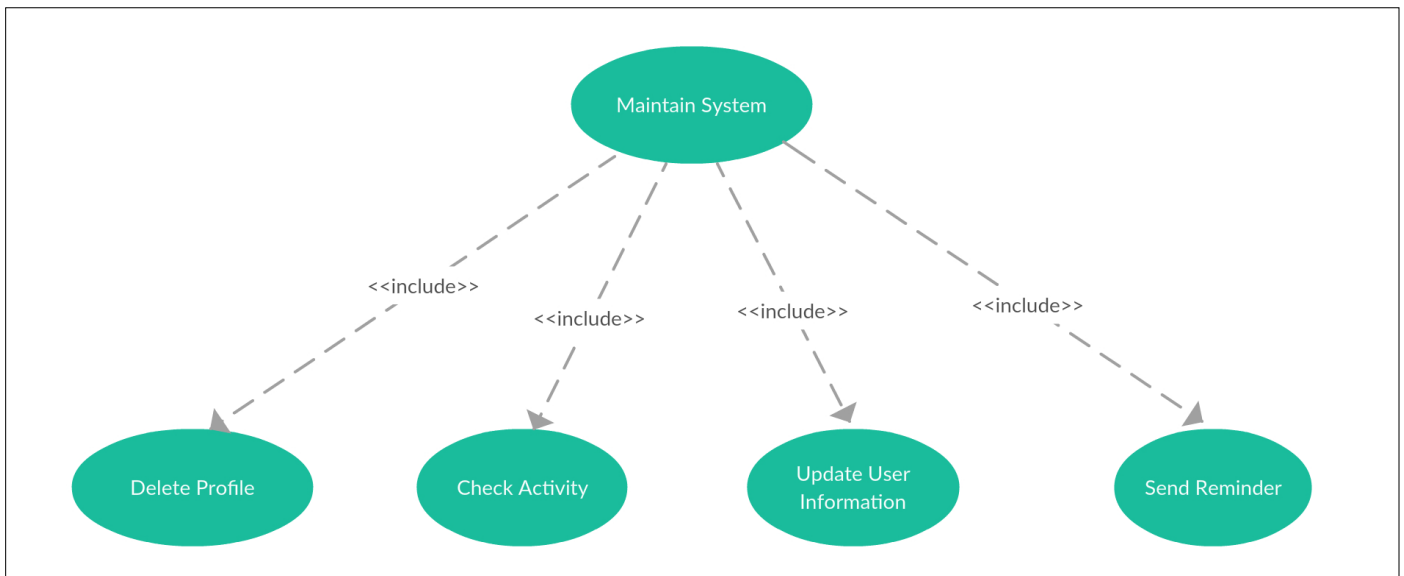 Maintain System
<<include>>
<<include>>
<<include>>
<<include>>
Delete Profile
Check Activity
Update User
Information
Send Reminder